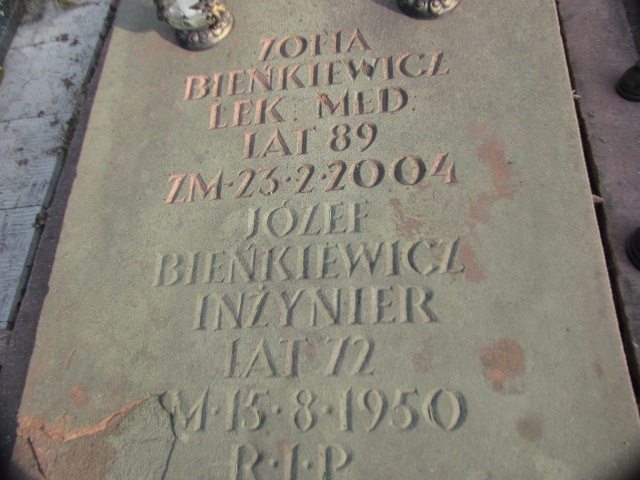 ZOFIA
BIEŃKIEWICZ
LEK. MED.
LAT 89
ZM·23·2·2004
JÓZEF
BIEŃKIEWICZ
INŻYNIER
LAT 72
ZM·15·8·1950
R·I·P